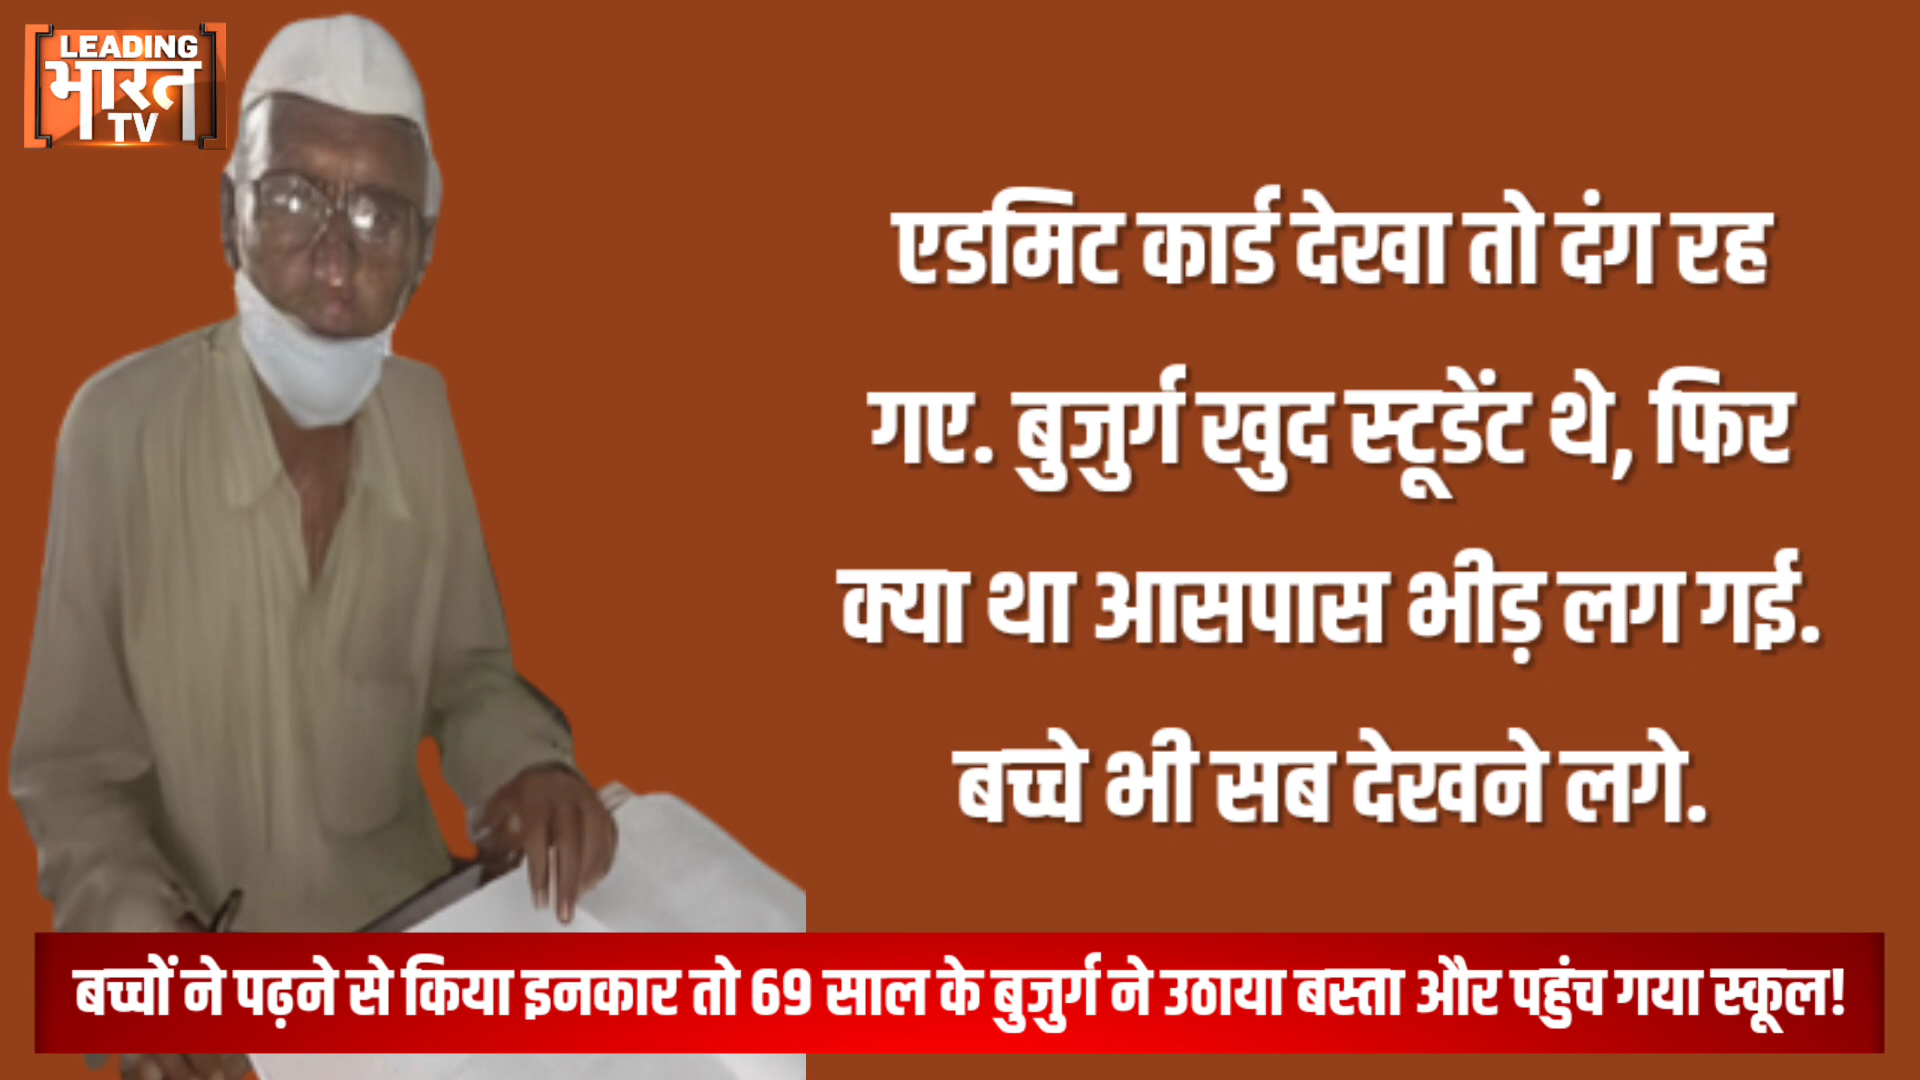 LEADING
भारत
TV
एडमिट कार्ड देखा तो दंग रह
गए. बुजुर्ग खुद स्टूडेंट थे, फिर
क्या था आसपास भीड़ लग गई.
बच्चे भी सब देखने लगे.
बच्चों ने पढ़ने से किया इनकार तो 69 साल के बुजुर्ग ने उठाया बस्ता और पहुंच गया स्कूल!